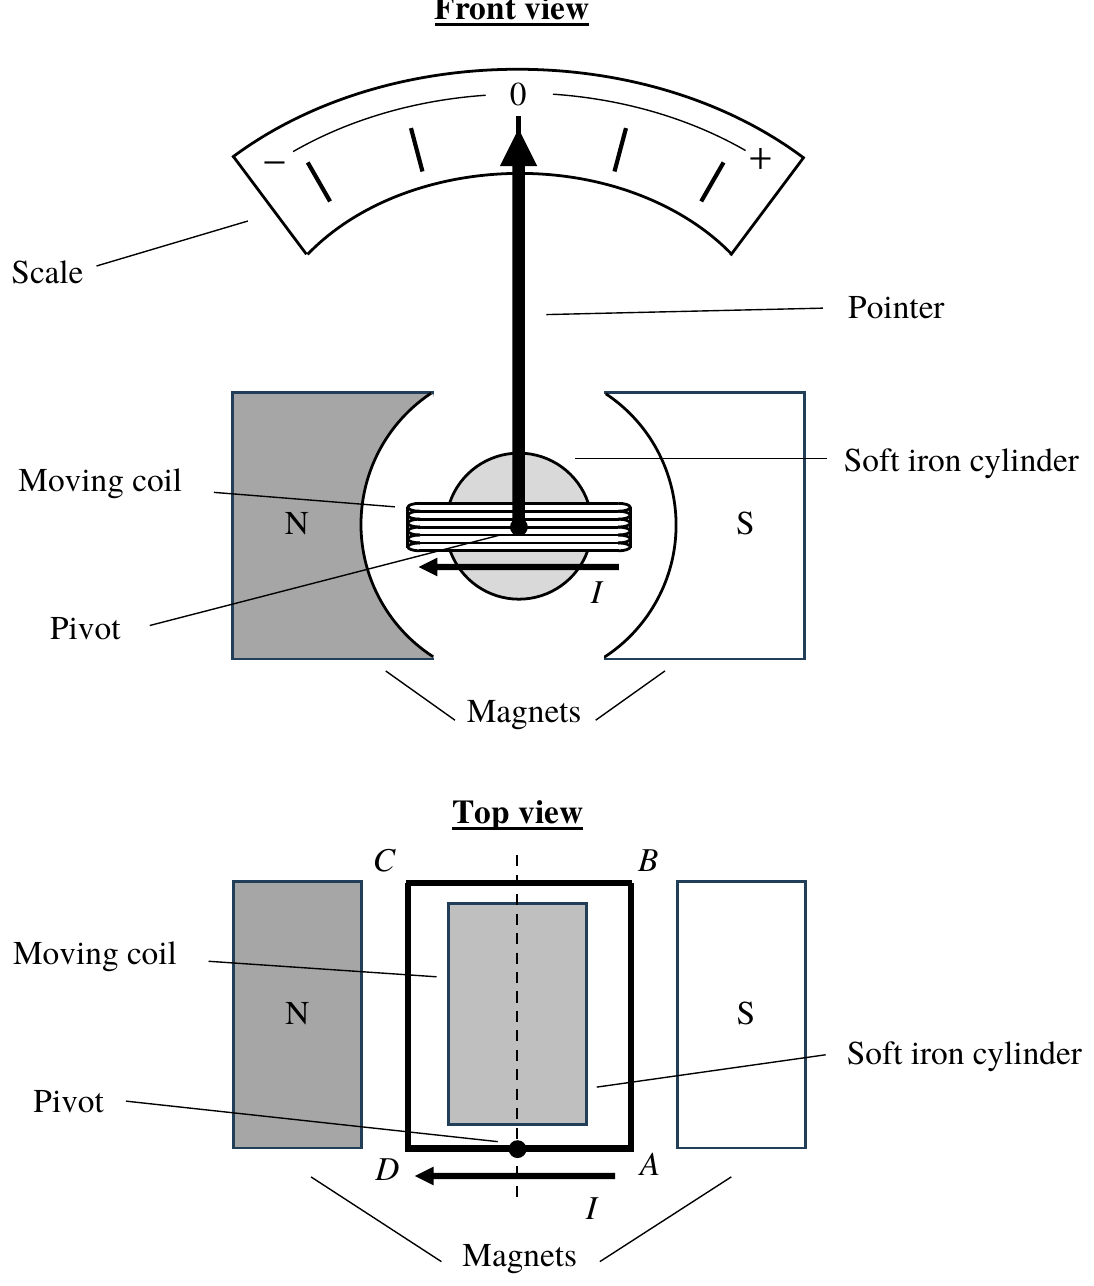 Front view
0
− +
Scale
Pointer
Moving coil
Soft iron cylinder
N
S
I
Pivot
Magnets
Top view
C
B
Moving coil
N
S
Soft iron cylinder
Pivot
D
A
I
Magnets